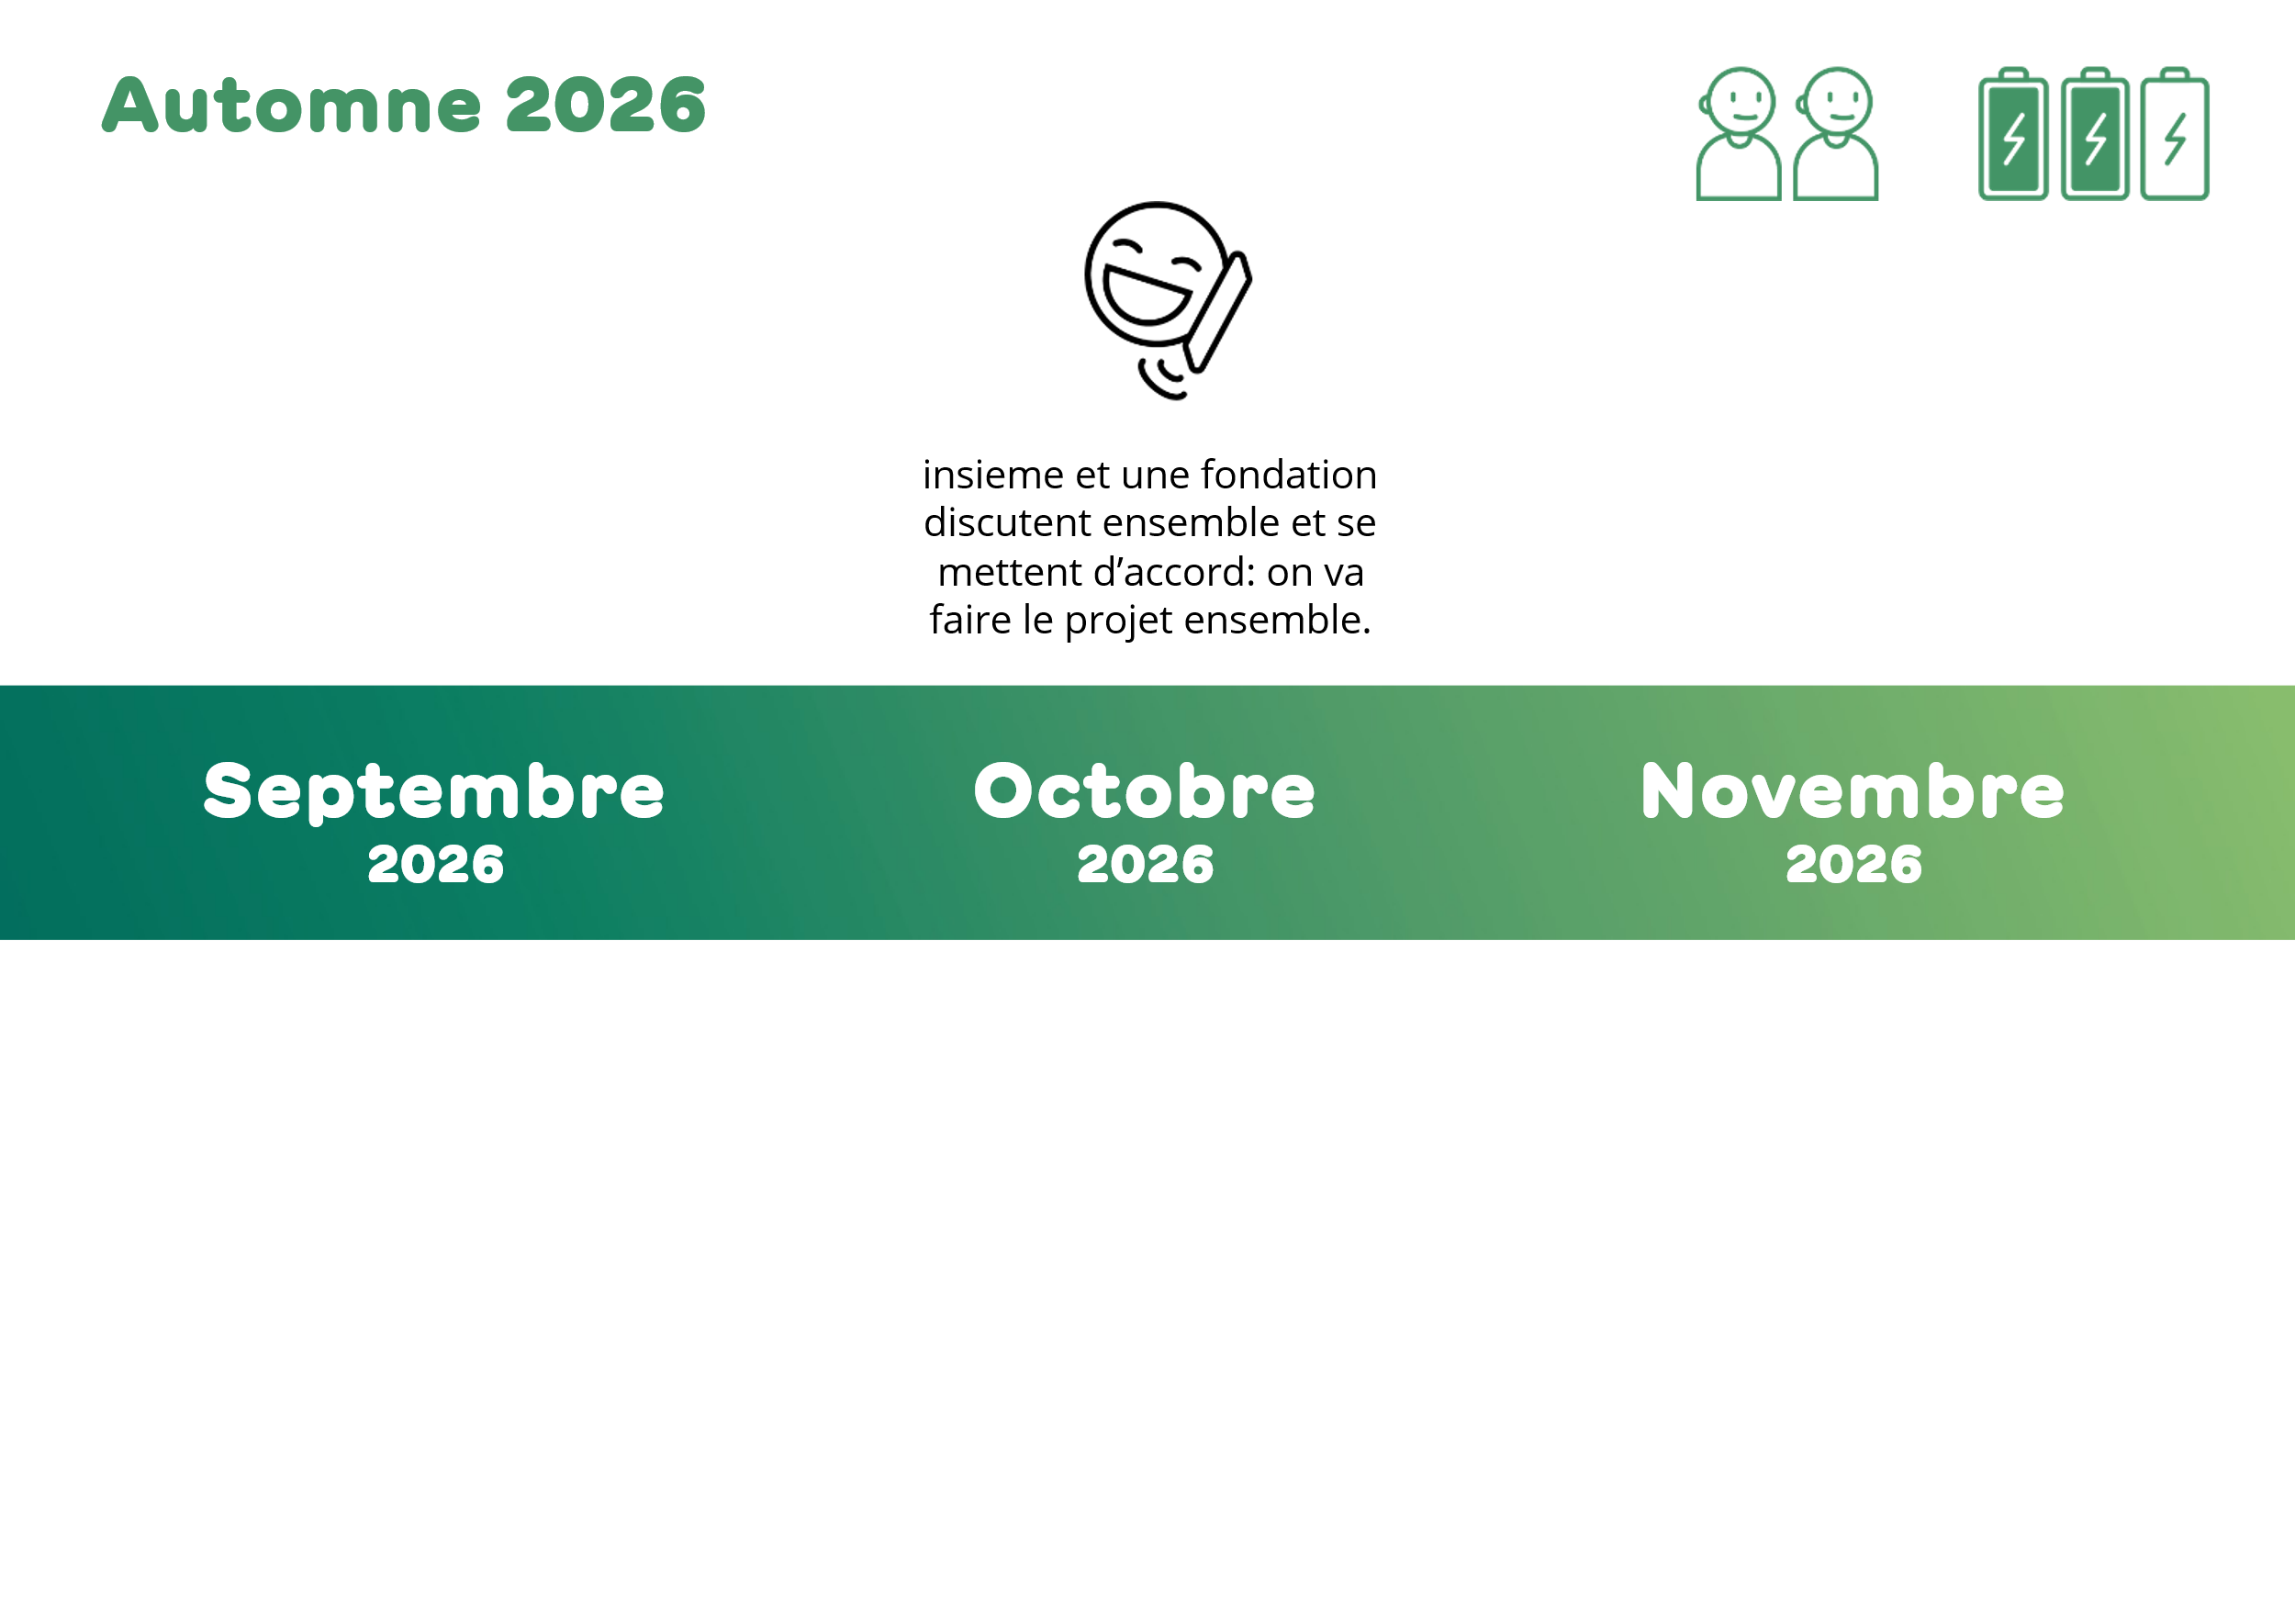 Automne 2026
insieme et une fondation
discutent ensemble et se
mettent d’accord: on va
faire le projet ensemble.
Septembre
2026
Octobre
2026
Novembre
2026